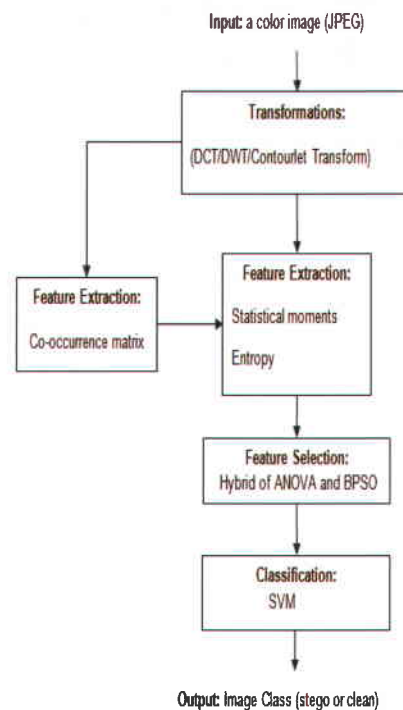 Input: a color image (JPEG)
Transformations:
(DCT/DWT/Contourlet Transform)
Feature Extraction:
Co-occurrence matrix
Feature Extraction:
Statistical moments
Entropy
Feature Selection:
Hybrid of ANOVA and BPSO
Classification:
SVM
Output: Image Class (stego or clean)